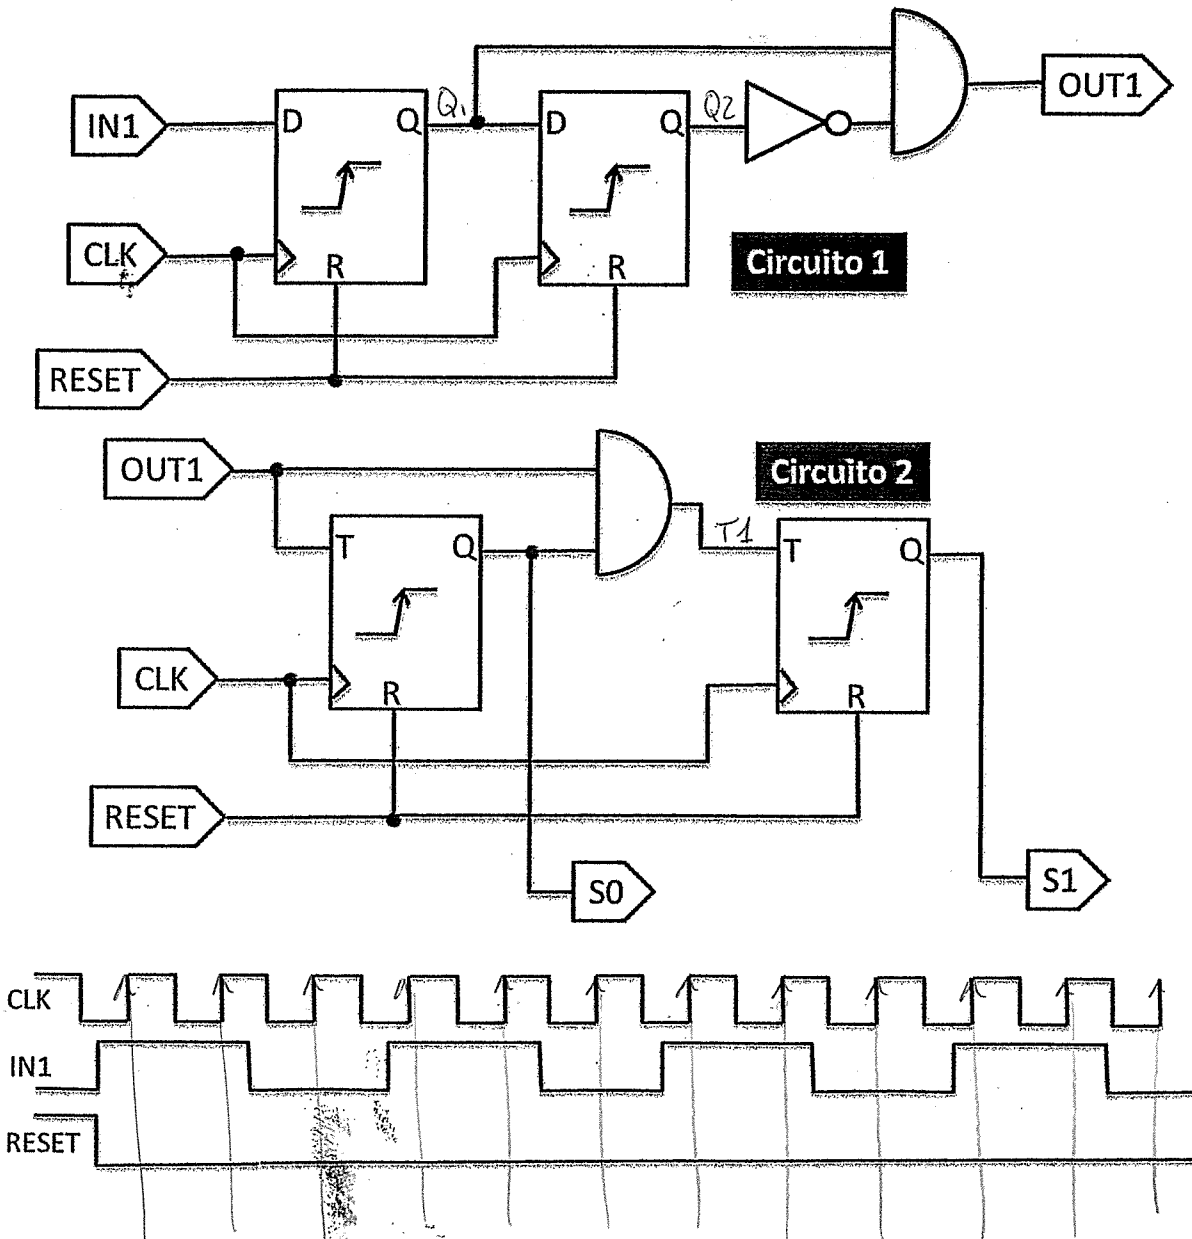 IN1
D
Q
Q1
D
Q
Q2
OUT1
CLK
R
R
Circuito 1
RESET
OUT1
Circuito 2
T
Q
T1
T
Q
CLK
R
R
RESET
S0
S1
CLK
IN1
RESET